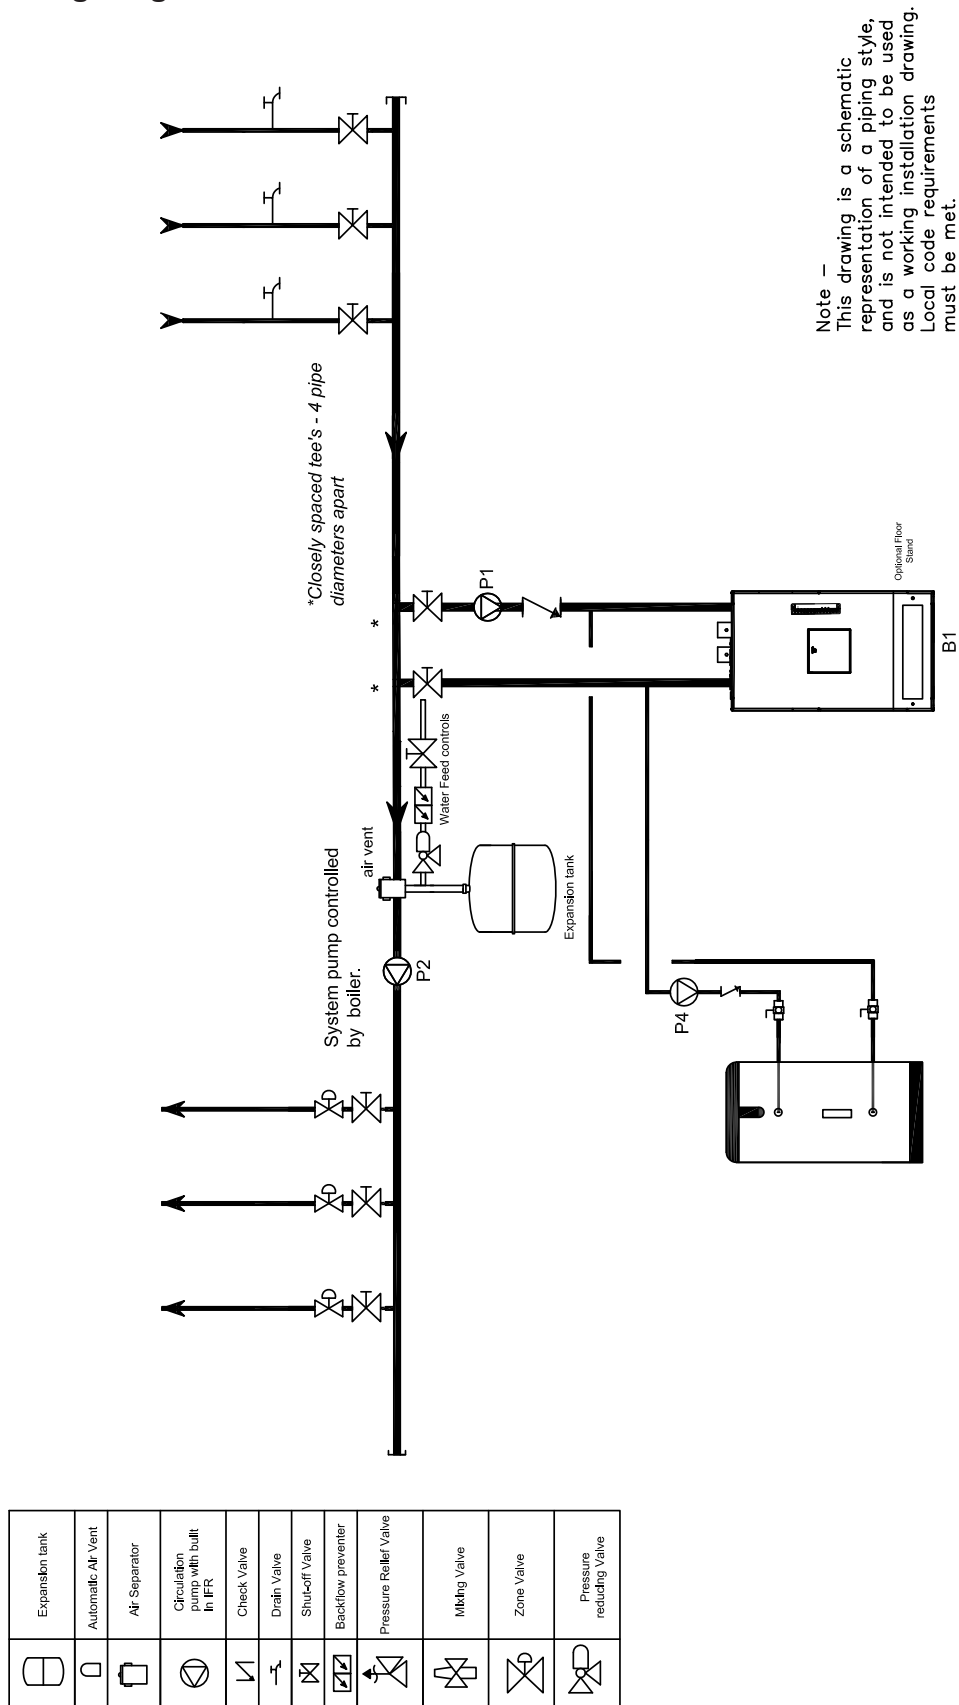 Note –
This drawing is a schematic
representation of a piping style,
and is not intended to be used
as a working installation drawing.
Local code requirements
must be met.
*Closely spaced tee's - 4 pipe
diameters apart
*
*
P1
Optional Floor
Stand
B1
Water Feed controls
air vent
System pump controlled
by boiler.
Expansion tank
P2
P4
Expansion tank
Automatic Air Vent
Air Separator
Circulation
pump with built
in IFR
Check Valve
Drain Valve
Shut-off Valve
Backflow preventer
Pressure Relief Valve
Mixing Valve
Zone Valve
Pressure
reducing Valve